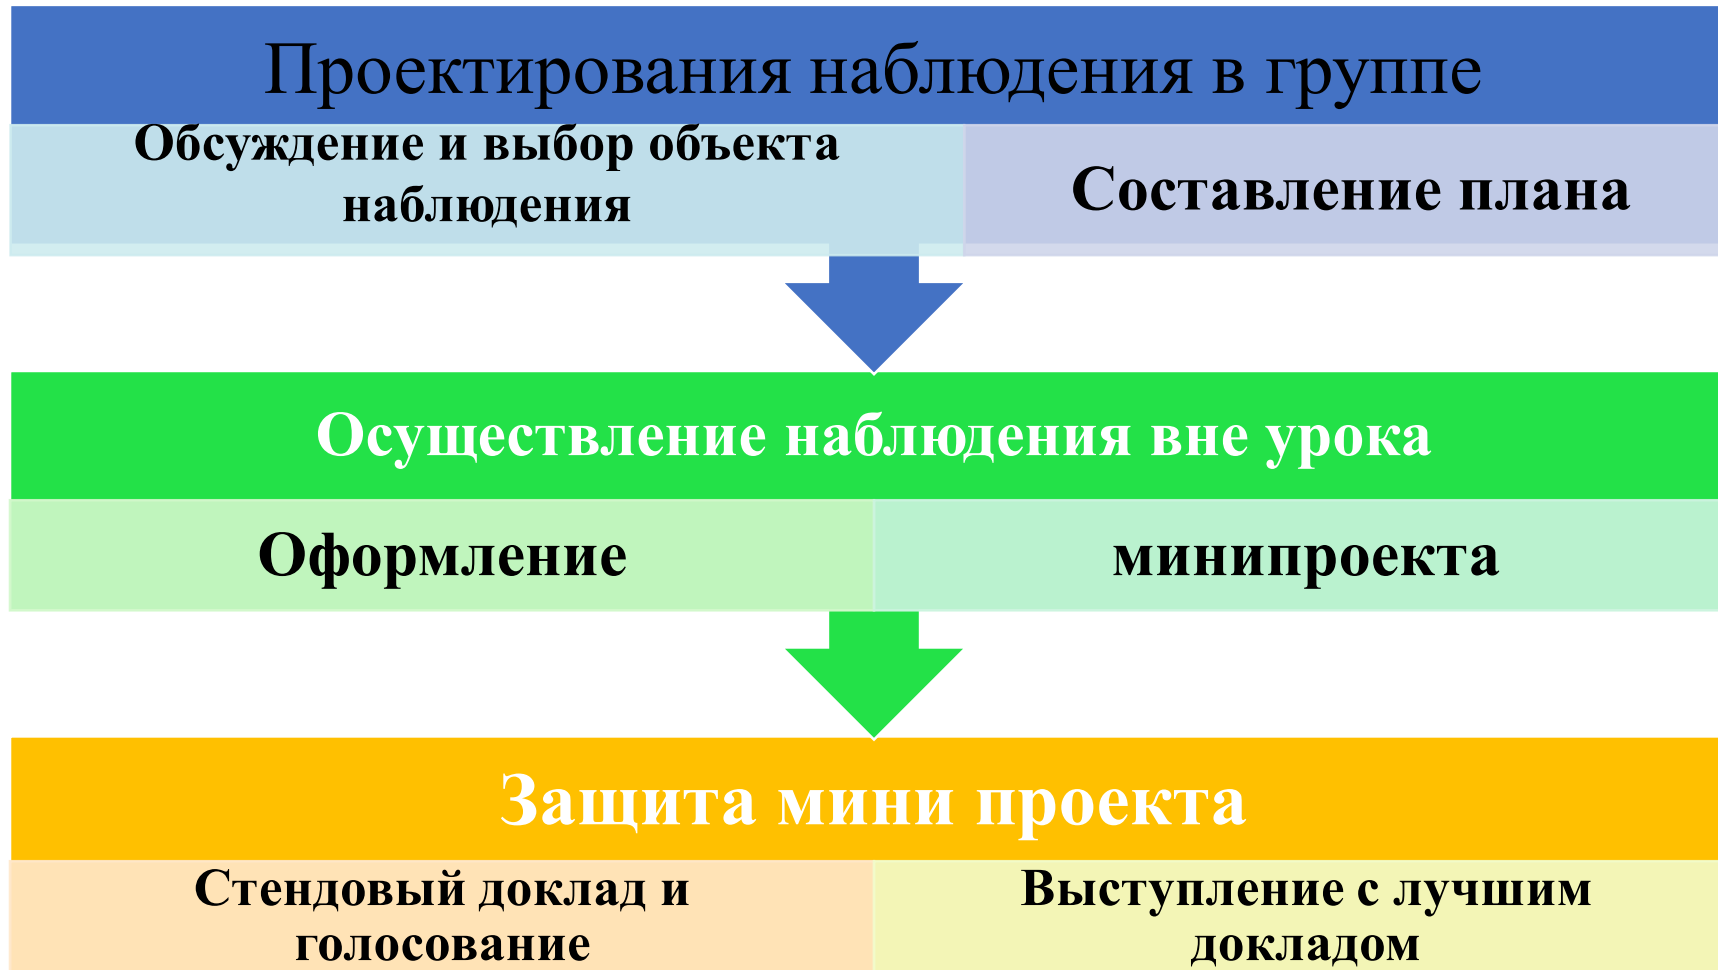 Проектирования наблюдения в группе
Обсуждение и выбор объекта
наблюдения
Составление плана
Осуществление наблюдения вне урока
Оформление
минипроекта
Защита мини проекта
Стендовый доклад и
голосование
Выступление с лучшим
докладом